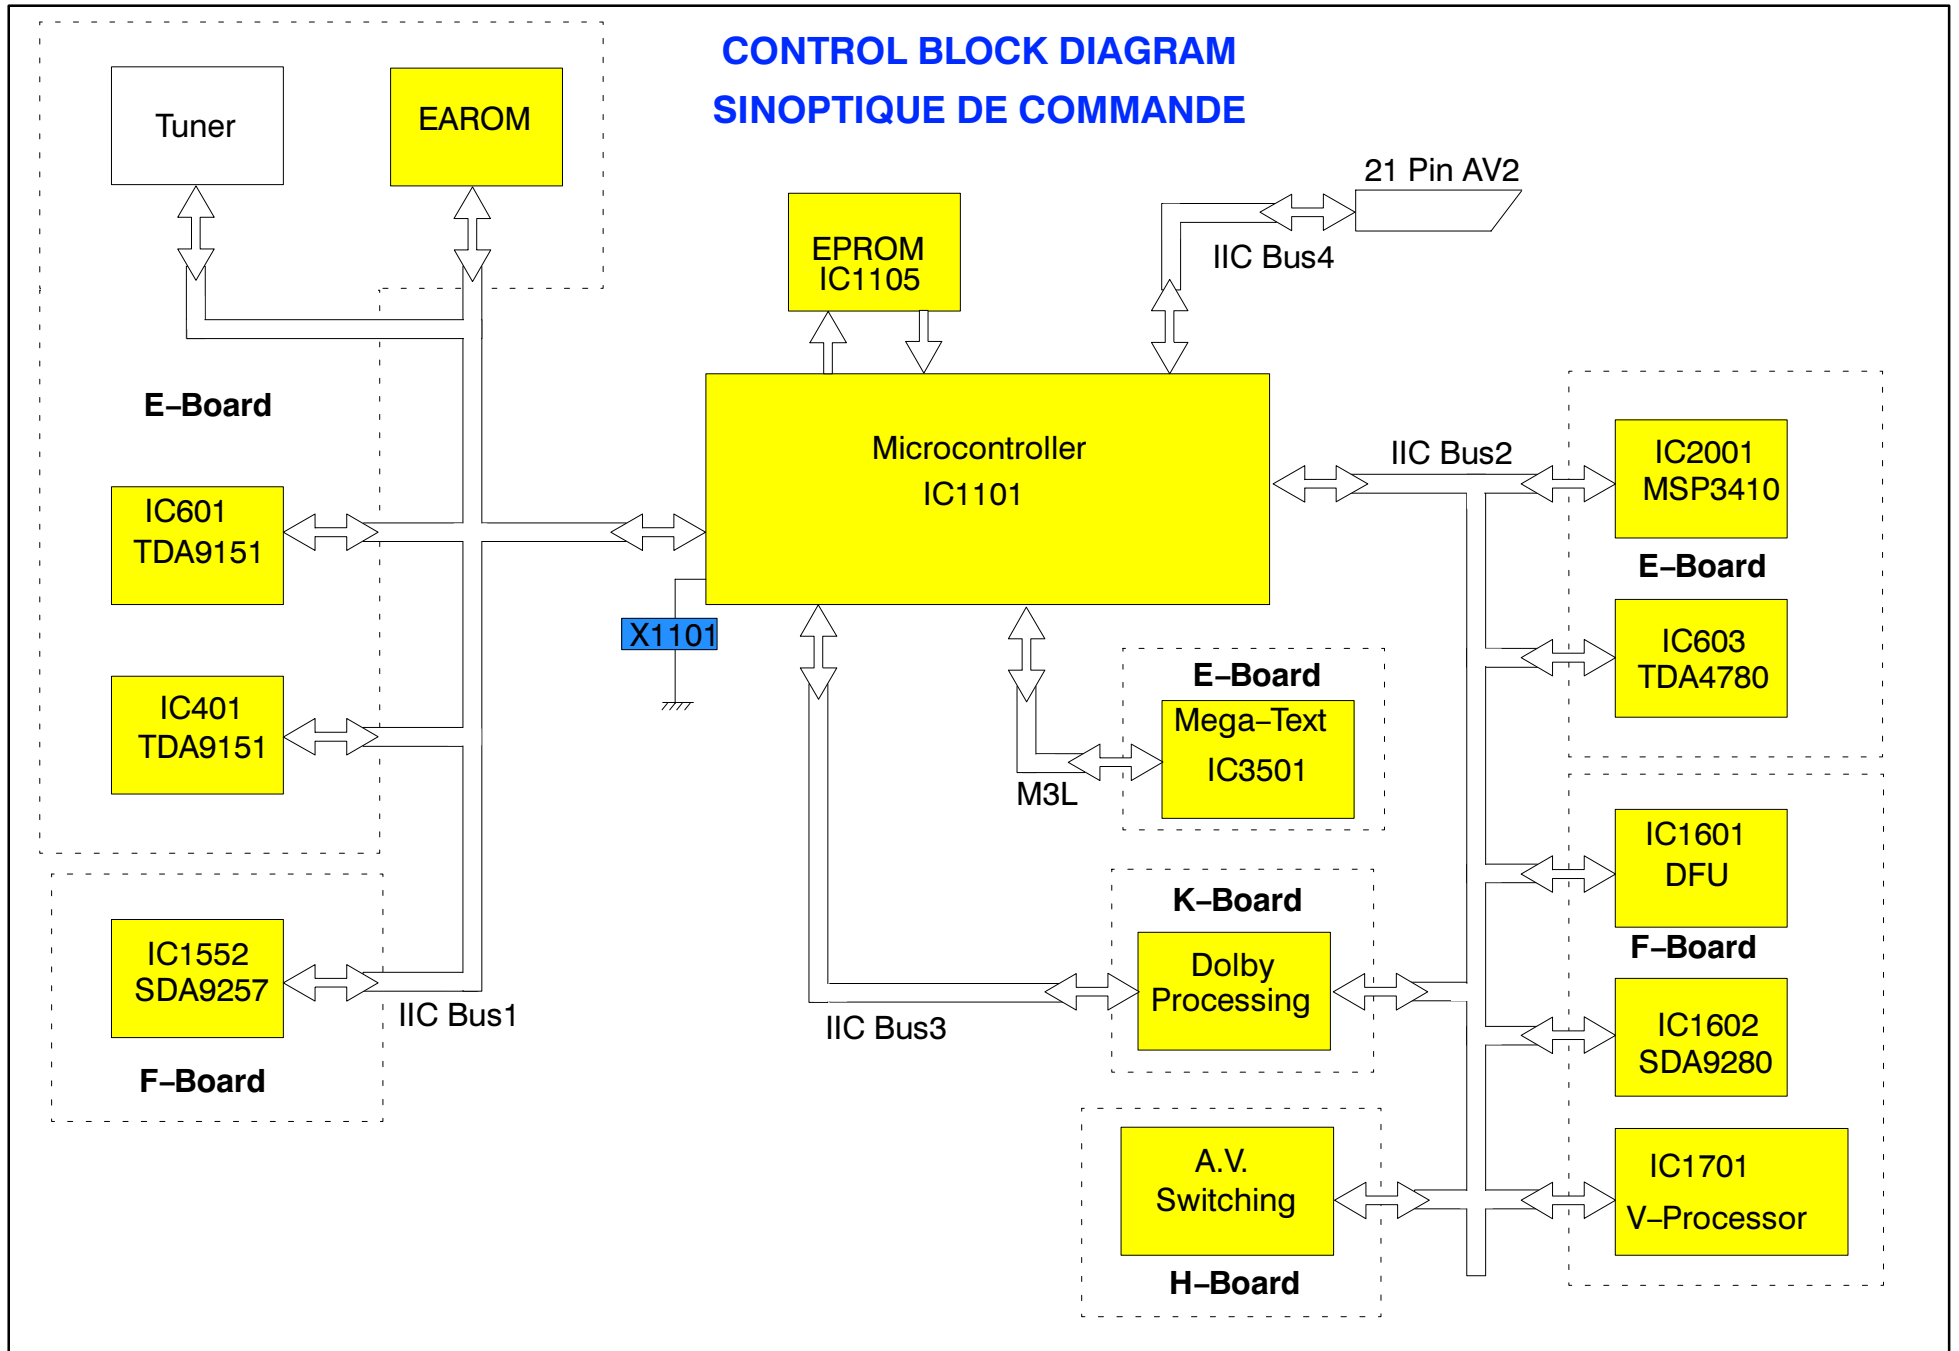 CONTROL BLOCK DIAGRAM
SINOPTIQUE DE COMMANDE
Tuner
EAROM
21 Pin AV2
EPROM
IC1105
IIC Bus4
E–Board
Microcontroller
IC1101
IIC Bus2
IC2001
MSP3410
E–Board
IC601
TDA9151
X1101
IC603
TDA4780
E–Board
Mega–Text
IC3501
M3L
IC401
TDA9151
IC1601
DFU
F–Board
K–Board
Dolby
Processing
IC1552
SDA9257
IIC Bus1
IIC Bus3
F–Board
IC1602
SDA9280
A.V.
Switching
H–Board
IC1701
V–Processor